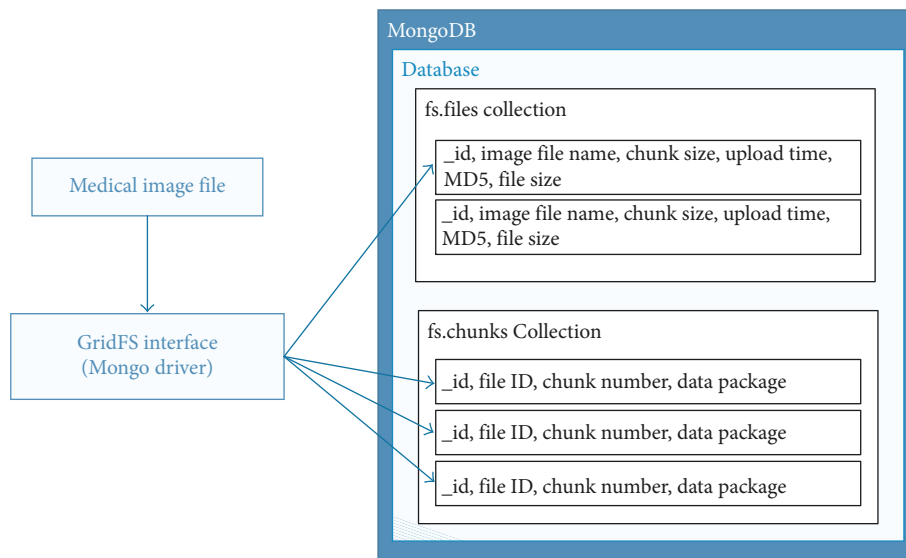 MongoDB
Database
fs.files collection
_id, image file name, chunk size, upload time,
MD5, file size
_id, image file name, chunk size, upload time,
MD5, file size
Medical image file
GridFS interface
(Mongo driver)
fs.chunks Collection
_id, file ID, chunk number, data package
_id, file ID, chunk number, data package
_id, file ID, chunk number, data package